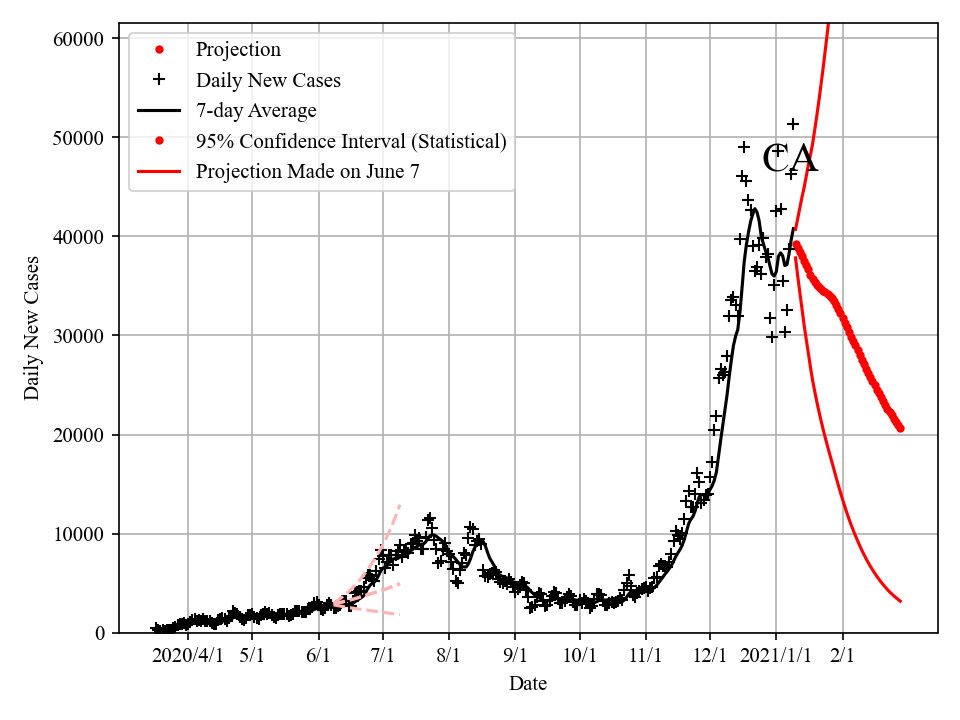 60000
50000
40000
30000
20000
10000
0
Daily New Cases
Projection
Daily New Cases
7-day Average
95% Confidence Interval (Statistical)
Projection Made on June 7
CA
2020/4/1 5/1 6/1 7/1 8/1 9/1 10/1 11/1 12/1 2021/1/1 2/1
Date